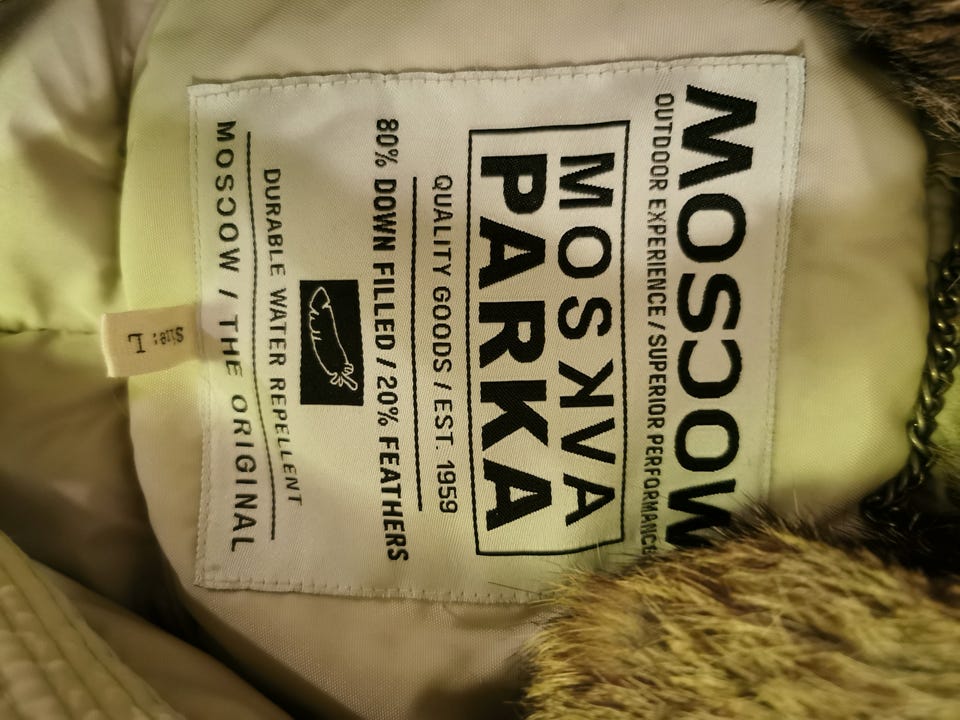 MOSCOW
OUTDOOR EXPERIENCE / SUPERIOR PERFORMANCE
MOSKVA
PARKA
QUALITY GOODS / EST. 1959
80% DOWN FILLED / 20% FEATHERS
DURABLE WATER REPELLENT
MOSCOW / THE ORIGINAL
Size: L